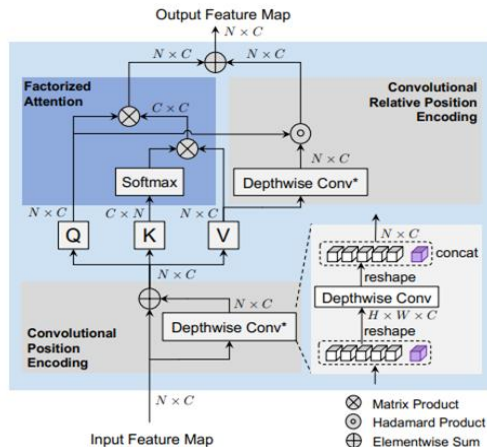 Output Feature Map
N × C
N × C
N × C
Factorized
Attention
C × C
Convolutional
Relative Position
Encoding
N × C
Softmax
Depthwise Conv*
N × C
C × N
N × C
Q
K
V
N × C
N × C
concat
reshape
Depthwise Conv
H × W × C
reshape
N × C
Depthwise Conv*
Convolutional
Position
Encoding
N × C
Input Feature Map
Matrix Product
Hadamard Product
Elementwise Sum